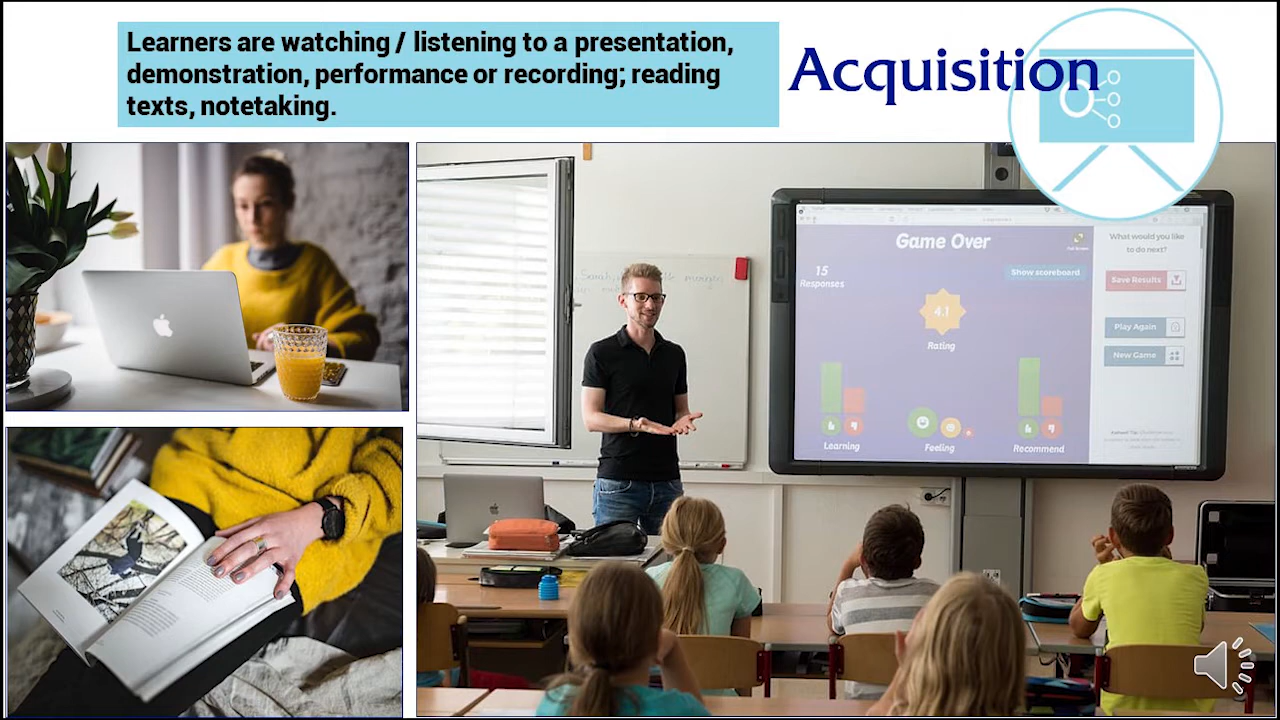 Learners are watching / listening to a presentation,
demonstration, performance or recording; reading
texts, notetaking.
Acquisition
Game Over
15
Responses
Show scoreboard
4.1
Rating
Learning
Feeling
Recommend
What would you like
to do next?
Save Results
Play Again
New Game